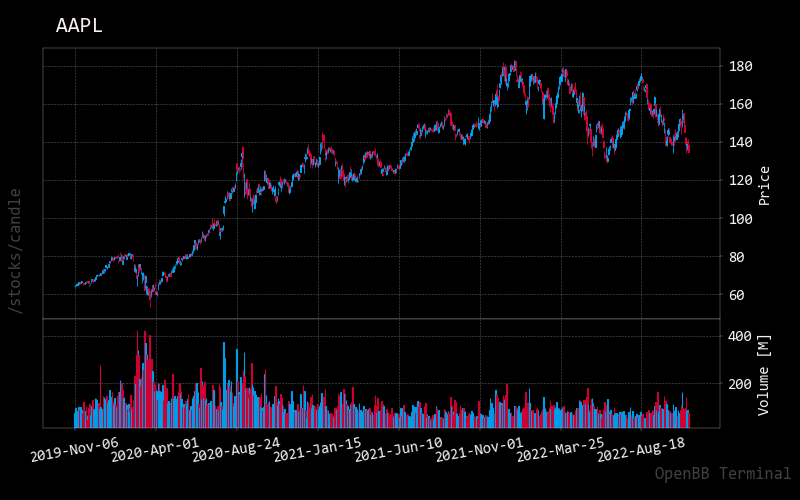 AAPL
180
160
140
120
100
80
60
Price
/stocks/candle
400
200
Volume [M]
2019-Nov-06 2020-Apr-01 2020-Aug-24 2021-Jan-15 2021-Jun-10 2021-Nov-01 2022-Mar-25 2022-Aug-18
OpenBB Terminal